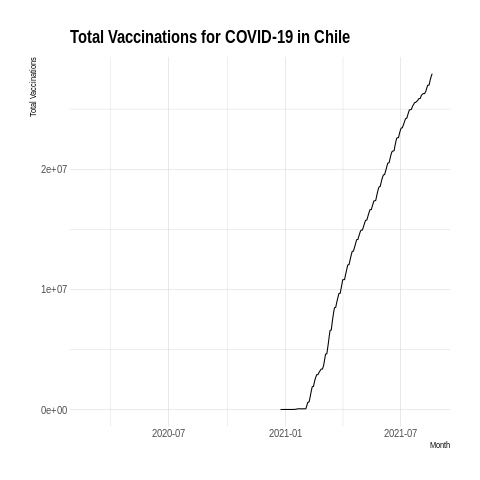 Total Vaccinations for COVID-19 in Chile
Total Vaccinations
2e+07
1e+07
0e+00
2020-07
2021-01
2021-07
Month